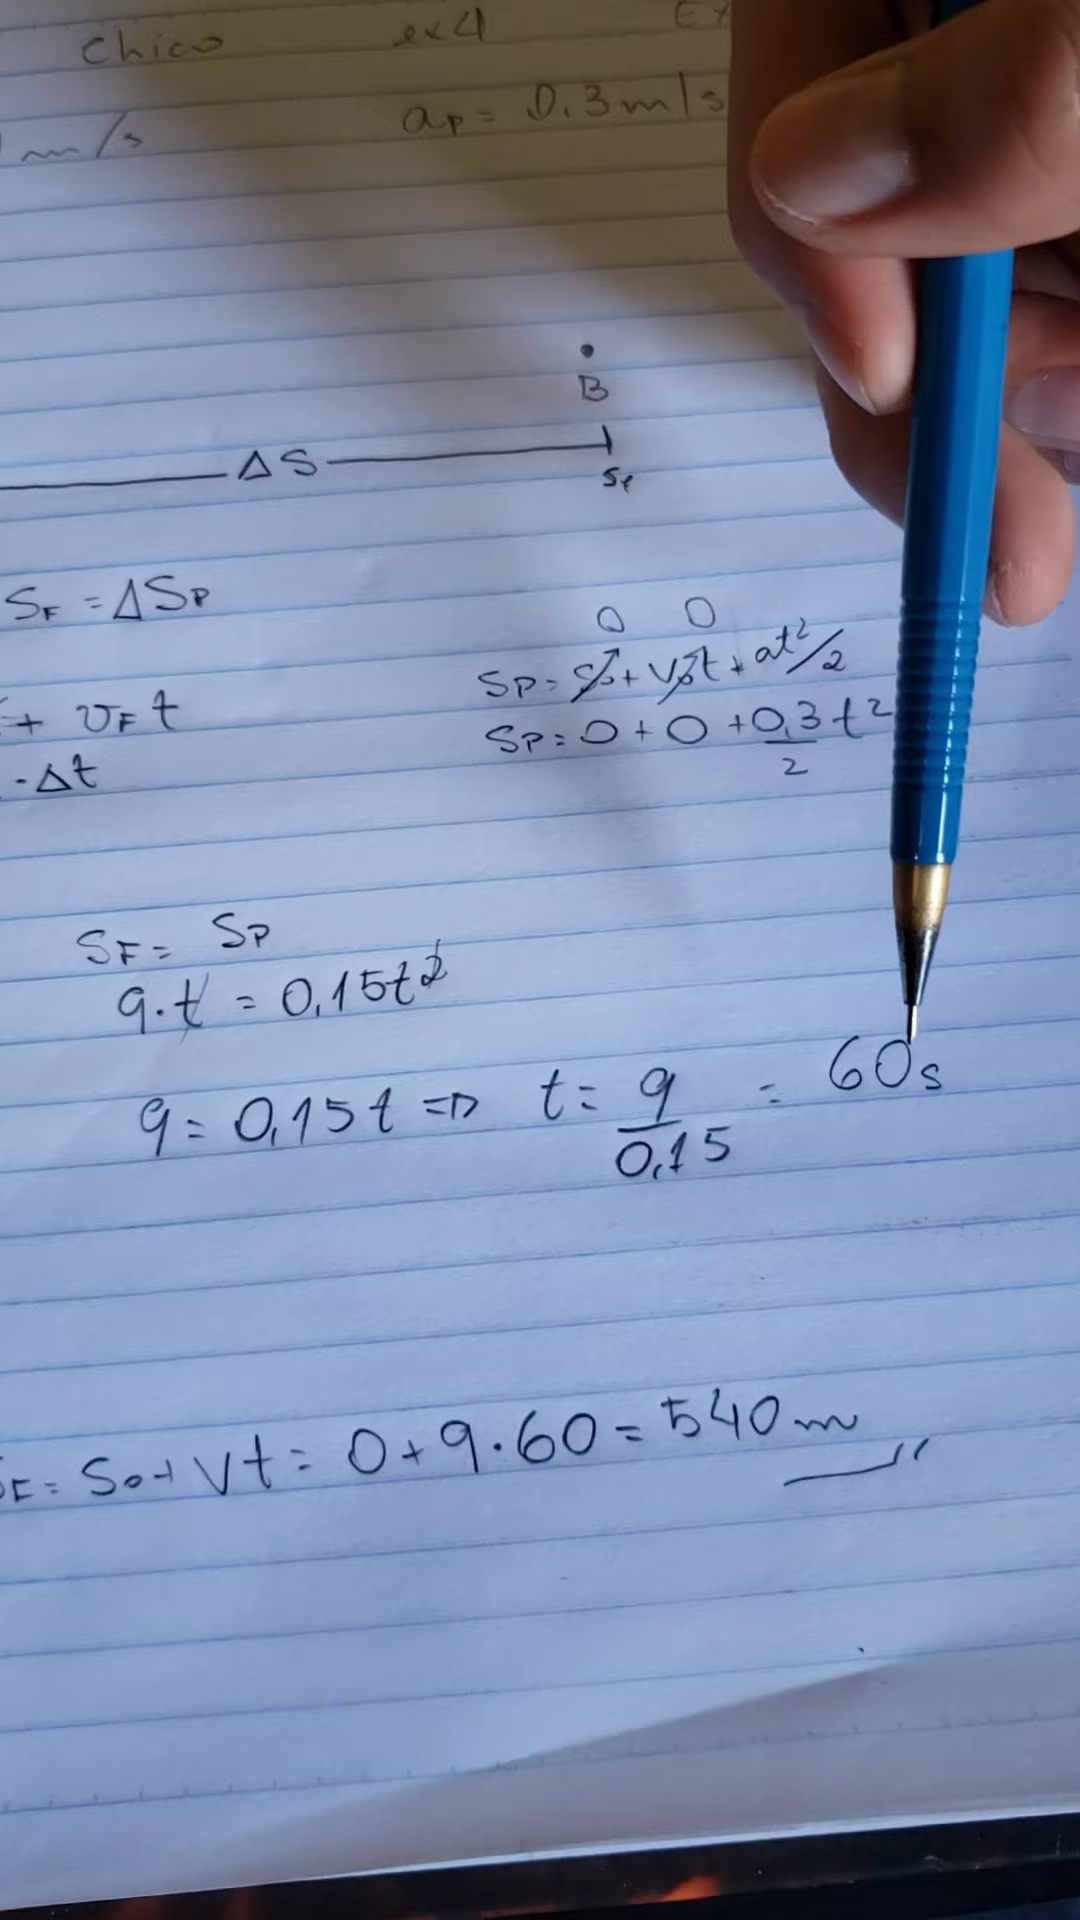 Chico ex4
m/s ap = 0.3m/s
B
ΔS
Sf
SF = ΔSP
0 0
SP = S0 + V0t + at²/2
+ VF t
SP = 0 + 0 + 0.3 t²
2
- Δt
SF = SP
9.t = 0,15t²
9 = 0,15t => t = 9 = 60s
0,15
SF = S0 + Vt = 0 + 9.60 = 540m